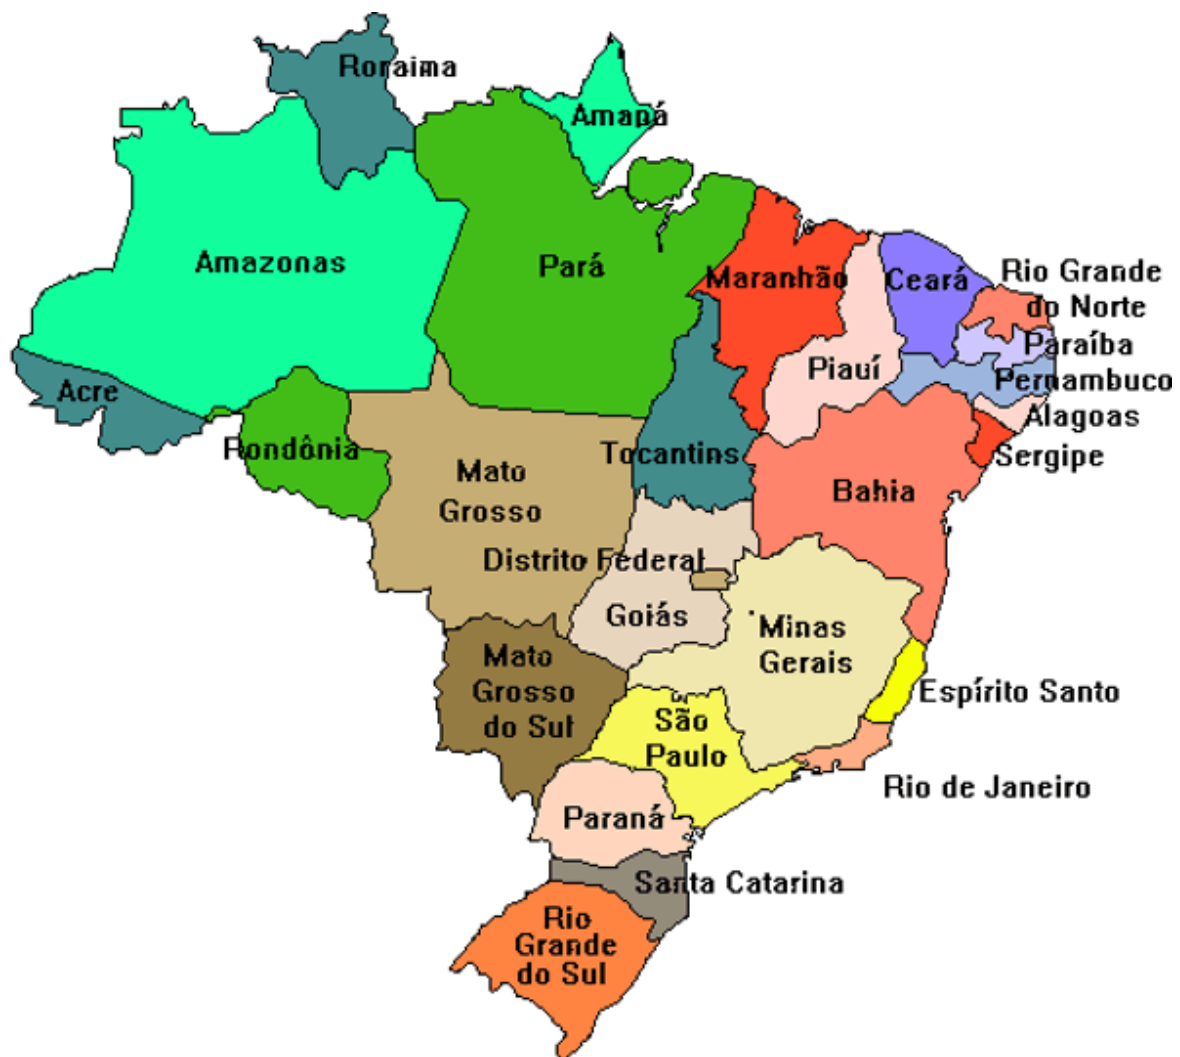 Roraima
Amapá
Amazonas
Pará
Maranhão
Ceará
Rio Grande
do Norte
Paraíba
Piauí
Pernambuco
Acre
Alagoas
Rondônia
Tocantins
Sergipe
Mato
Grosso
Bahia
Distrito Federal
Goiás
Minas
Gerais
Mato
Grosso
do Sul
Espírito Santo
São
Paulo
Rio de Janeiro
Paraná
Santa Catarina
Rio
Grande
do Sul